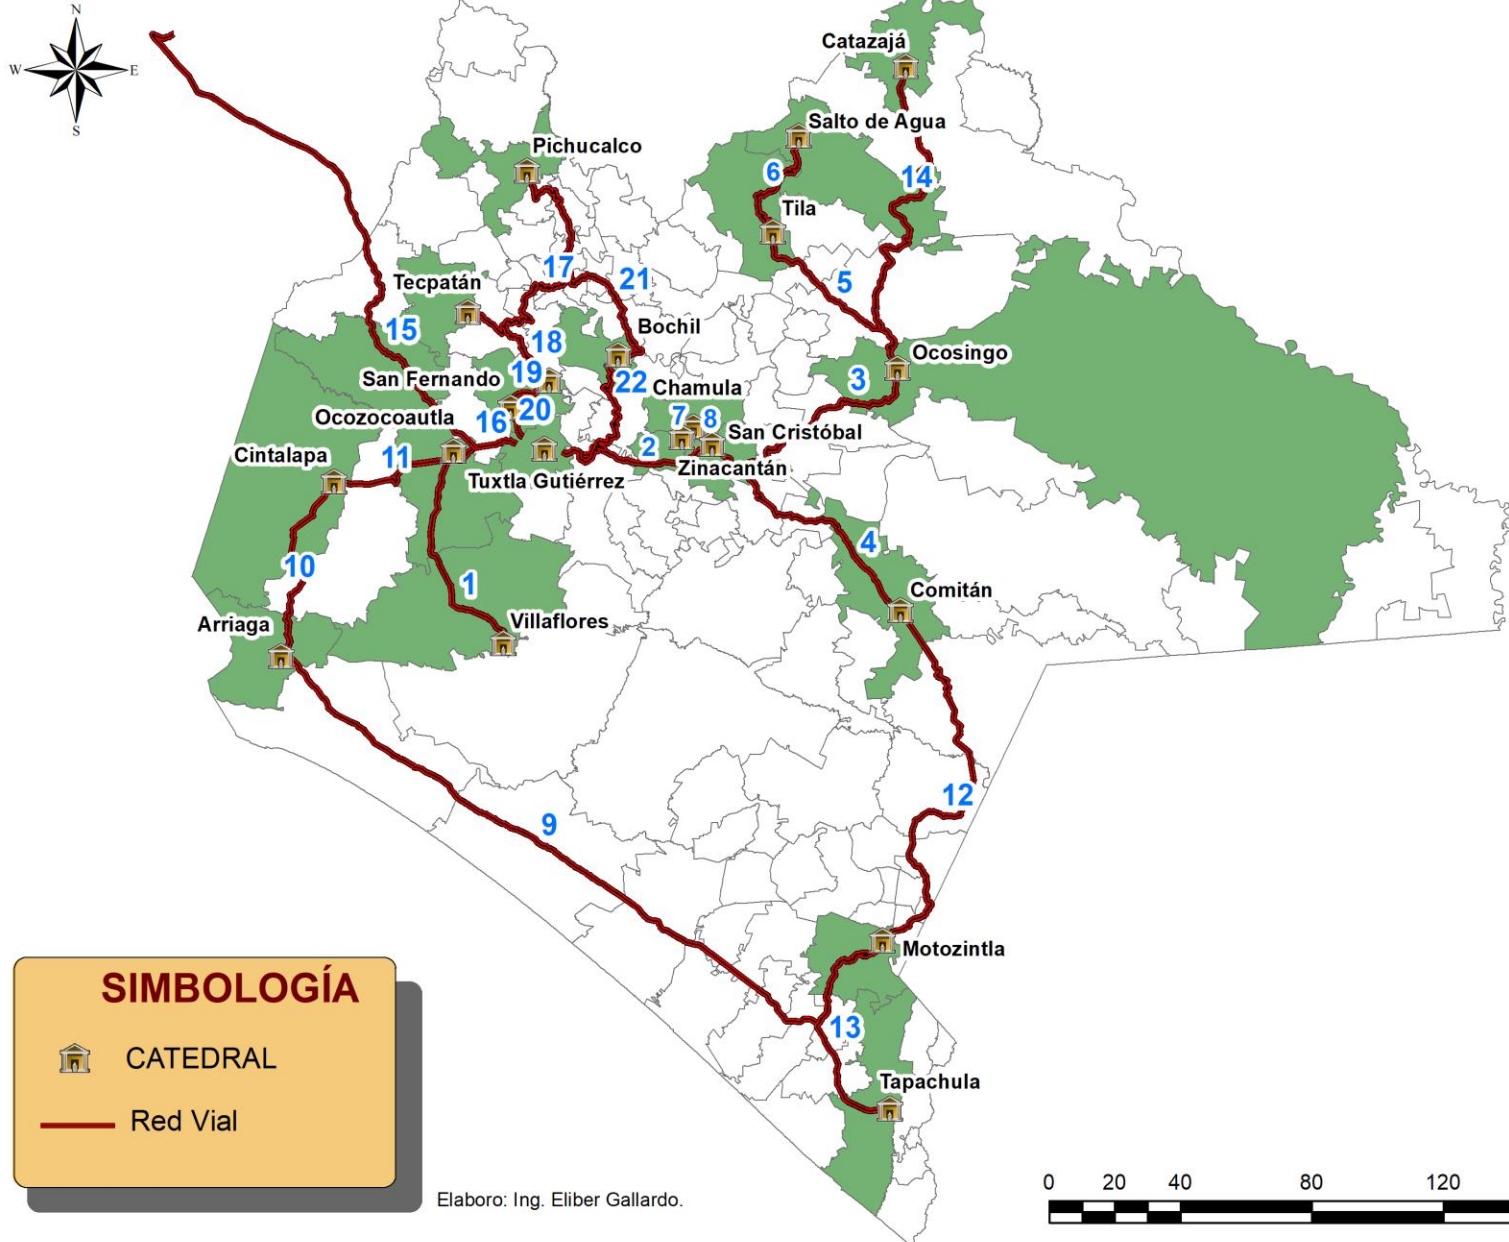 N
W
E
S
Catazajá
Salto de Agua
Pichucalco
6
14
Tila
17
21
5
Tecpatán
15
18
Bochil
Ocosingo
San Fernando
19
22
Chamula
3
Ocozocoautla
16
20
7
8
San Cristóbal
Cintalapa
11
2
Zinacantán
Tuxtla Gutiérrez
4
10
1
Comitán
Arriaga
Villaflores
12
9
Motozintla
SIMBOLOGÍA
13
CATEDRAL
Tapachula
Red Vial
Elaboro: Ing. Eliber Gallardo.
0 20 40 80 120